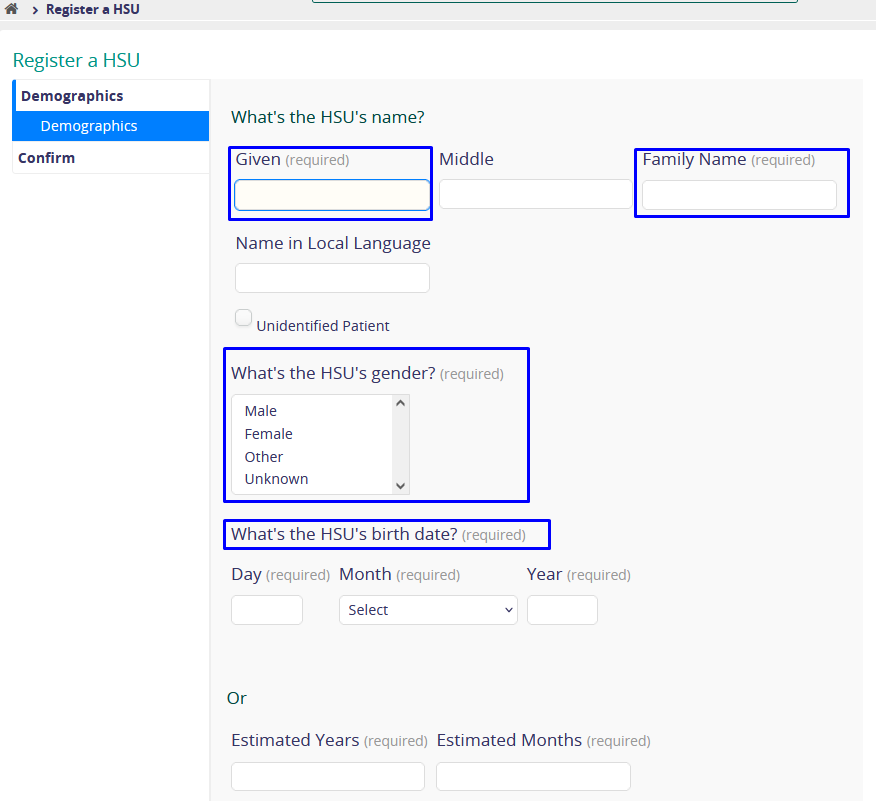 Register a HSU
Register a HSU
Demographics
Demographics
Confirm
What's the HSU's name?
Given (required) Middle Family Name (required)
Name in Local Language
Unidentified Patient
What's the HSU's gender? (required)
Male
Female
Other
Unknown
What's the HSU's birth date? (required)
Day (required) Month (required) Year (required)
Select
Or
Estimated Years (required) Estimated Months (required)